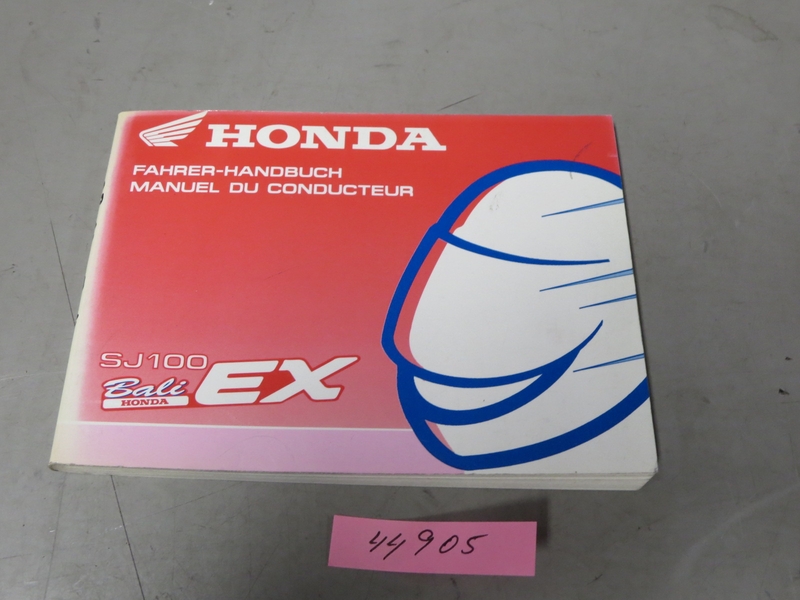 HONDA
FAHRER-HANDBUCH
MANUEL DU CONDUCTEUR
SJ100
Bali EX
HONDA
44905